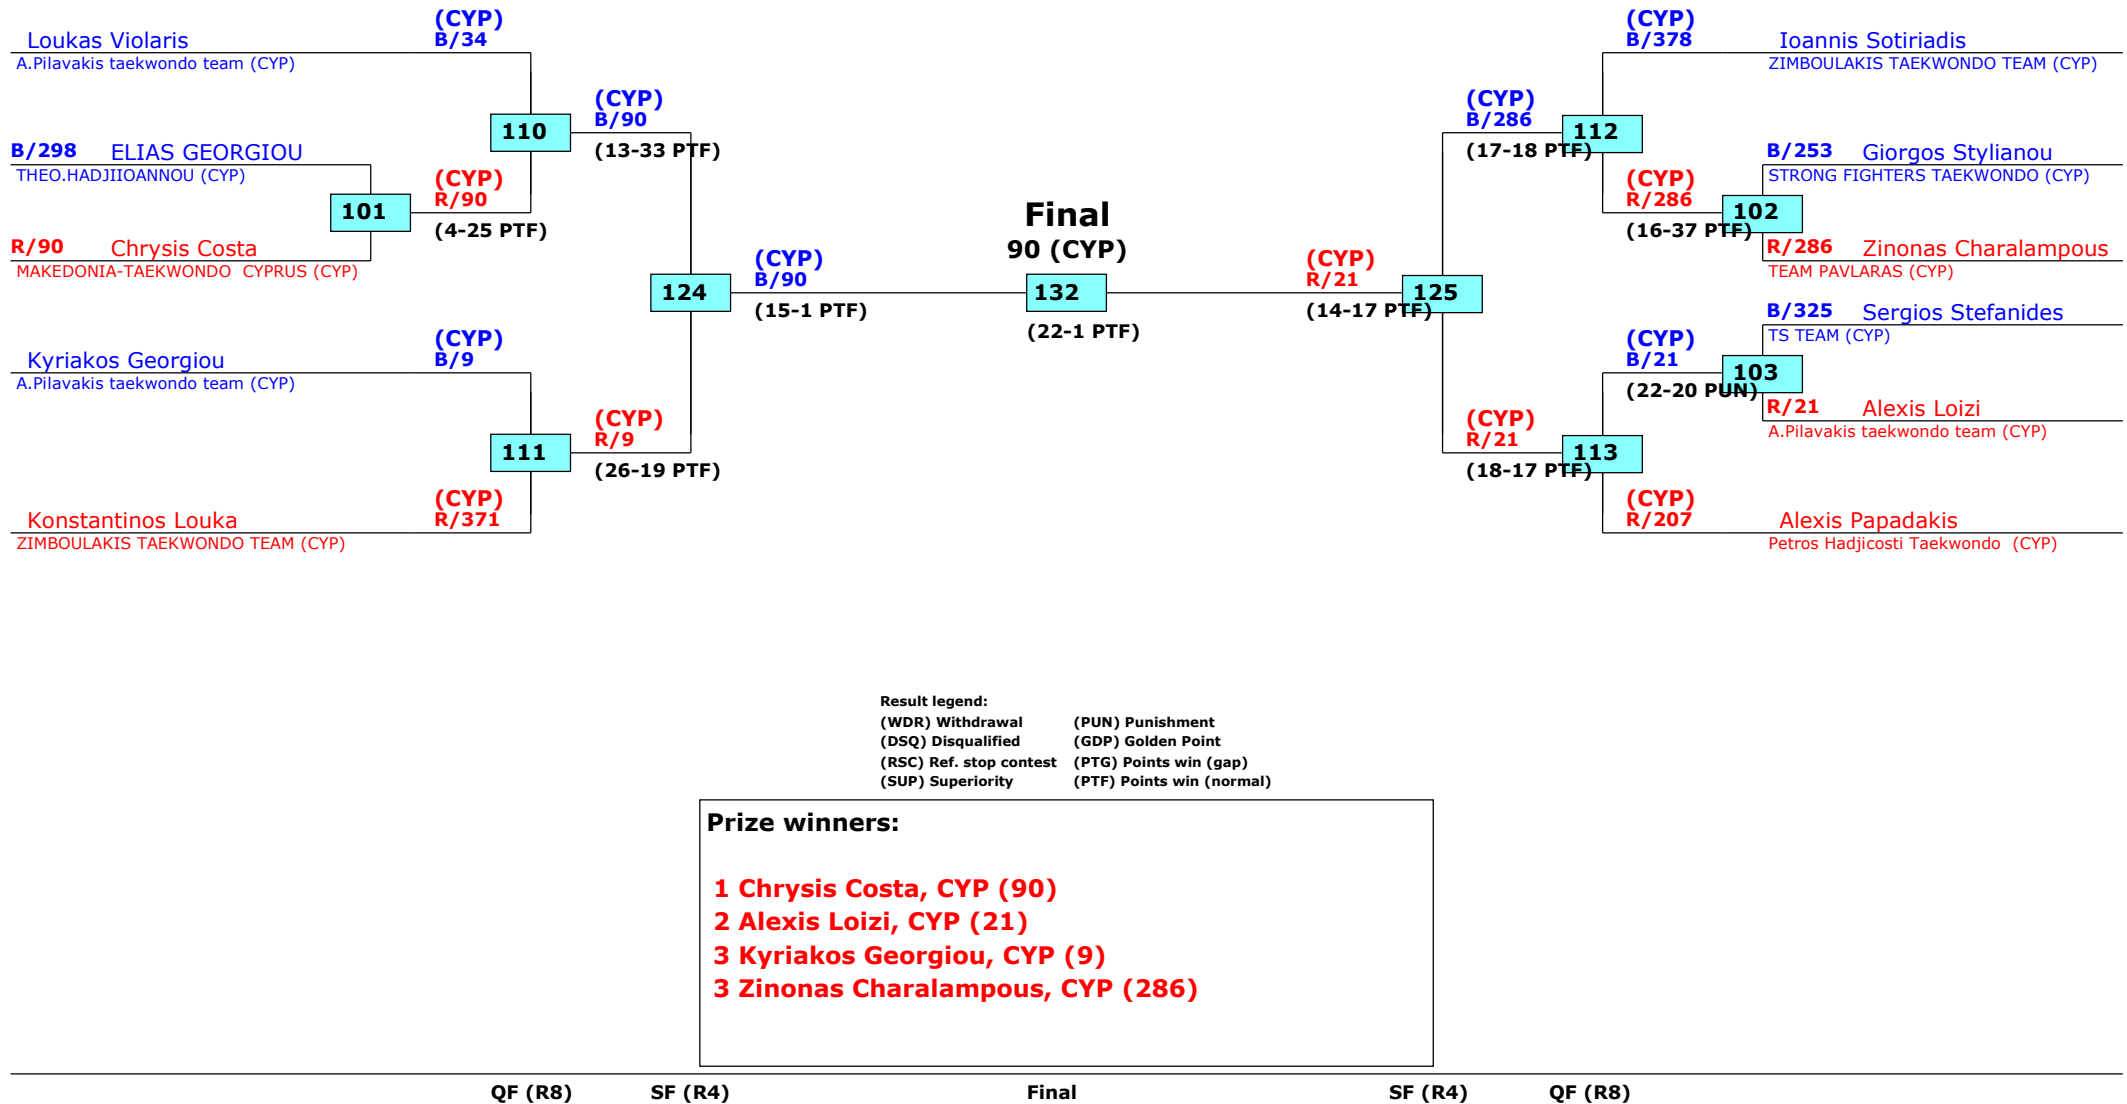 (CYP)
B/34
Loukas Violaris
A.Pilavakis taekwondo team (CYP)
110
(CYP)
B/90
(13-33 PTF)
B/298 ELIAS GEORGIOU
THEO.HADJIIOANNOU (CYP)
101
(CYP)
R/90
(4-25 PTF)
R/90 Chrysis Costa
MAKEDONIA-TAEKWONDO  CYPRUS (CYP)
124
(CYP)
B/90
(15-1 PTF)
(CYP)
B/9
Kyriakos Georgiou
A.Pilavakis taekwondo team (CYP)
111
(CYP)
R/9
(26-19 PTF)
(CYP)
R/371
Konstantinos Louka
ZIMBOULAKIS TAEKWONDO TEAM (CYP)
Final
90 (CYP)
132
(22-1 PTF)
(CYP)
R/21
(14-17 PTF)
125
(CYP)
B/286
(17-18 PTF)
112
(CYP)
B/378
Ioannis Sotiriadis
ZIMBOULAKIS TAEKWONDO TEAM (CYP)
(CYP)
R/286
(16-37 PTF)
102
B/253 Giorgos Stylianou
STRONG FIGHTERS TAEKWONDO (CYP)
R/286 Zinonas Charalampous
TEAM PAVLARAS (CYP)
B/325 Sergios Stefanides
TS TEAM (CYP)
(CYP)
B/21
(22-20 PUN)
103
R/21 Alexis Loizi
A.Pilavakis taekwondo team (CYP)
(CYP)
R/21
(18-17 PTF)
113
(CYP)
R/207
Alexis Papadakis
Petros Hadjicosti Taekwondo  (CYP)
Result legend:
(WDR) Withdrawal (PUN) Punishment
(DSQ) Disqualified (GDP) Golden Point
(RSC) Ref. stop contest (PTG) Points win (gap)
(SUP) Superiority (PTF) Points win (normal)
Prize winners:
1 Chrysis Costa, CYP (90)
2 Alexis Loizi, CYP (21)
3 Kyriakos Georgiou, CYP (9)
3 Zinonas Charalampous, CYP (286)
QF (R8) SF (R4) Final SF (R4) QF (R8)